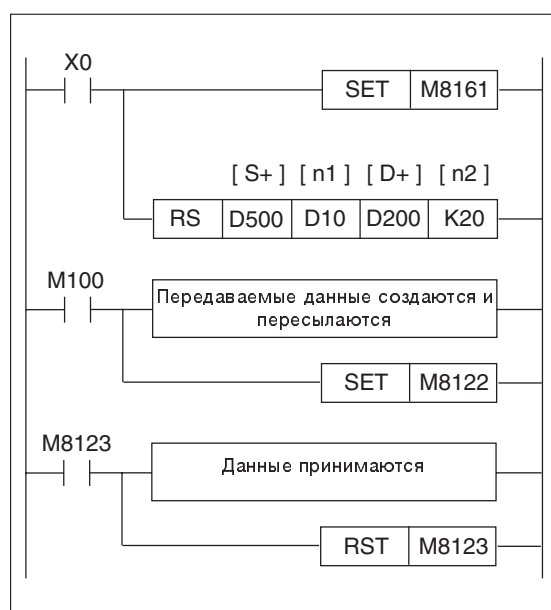 X0
SET M8161
[ S+ ] [ n1 ] [ D+ ] [ n2 ]
RS D500 D10 D200 K20
M100
Передаваемые данные создаются и
пересылаются
SET M8122
M8123
Данные принимаются
RST M8123